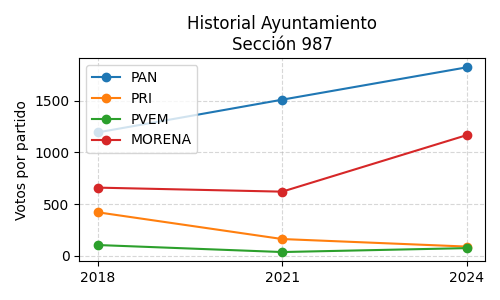 Historial Ayuntamiento
Sección 987
Votos por partido
1500
1000
500
0
PAN
PRI
PVEM
MORENA
2018
2021
2024